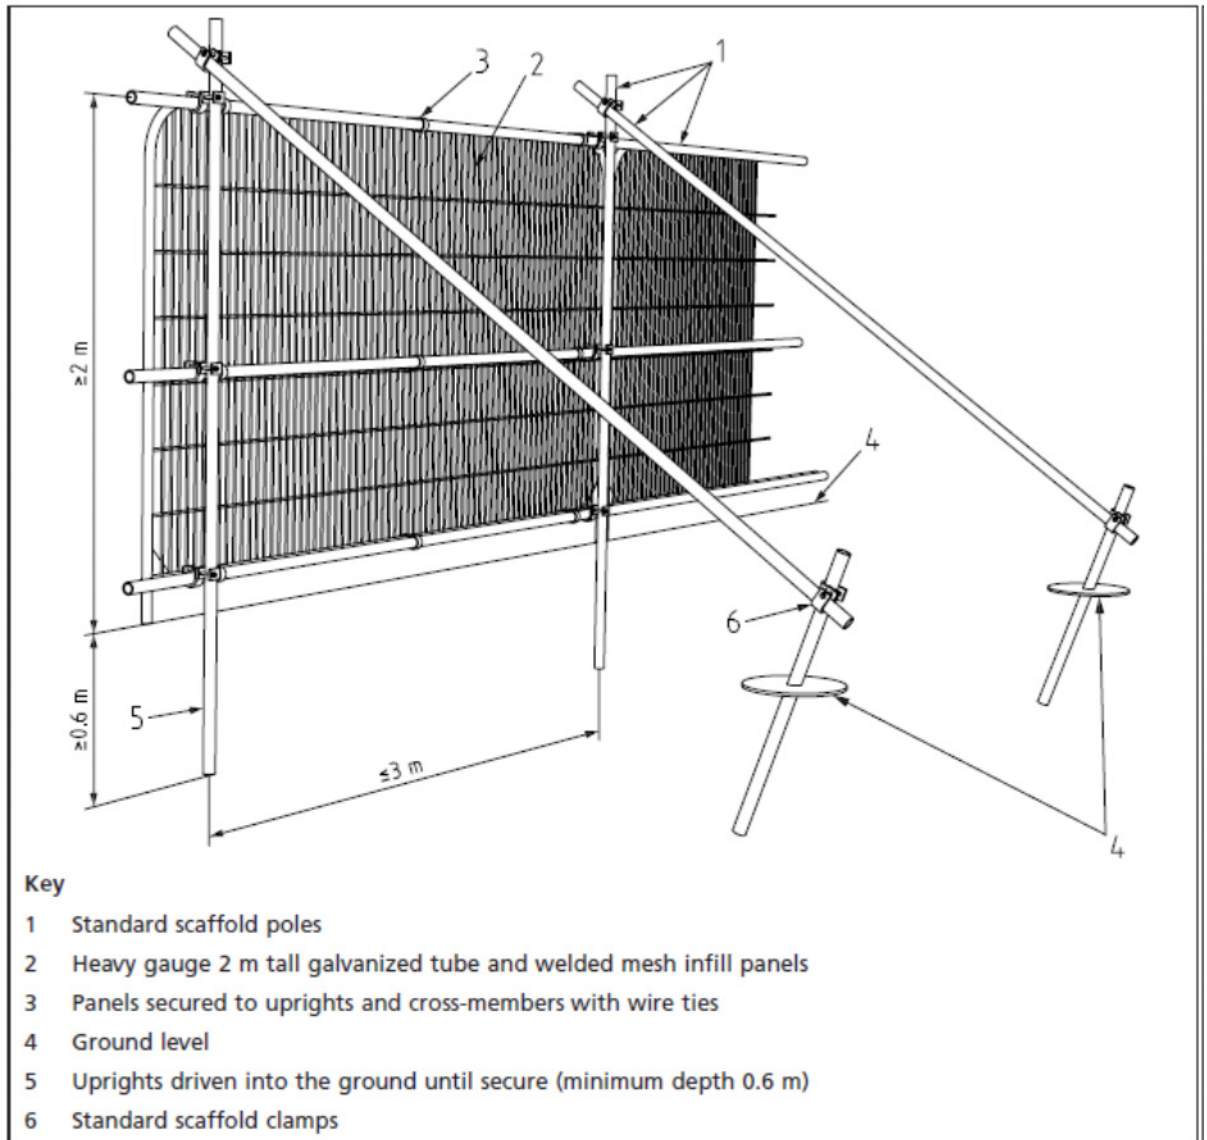 3
2
1
≥2 m
4
6
5
≥0.6 m
≤3 m
4
Key
1 Standard scaffold poles
2 Heavy gauge 2 m tall galvanized tube and welded mesh infill panels
3 Panels secured to uprights and cross-members with wire ties
4 Ground level
5 Uprights driven into the ground until secure (minimum depth 0.6 m)
6 Standard scaffold clamps